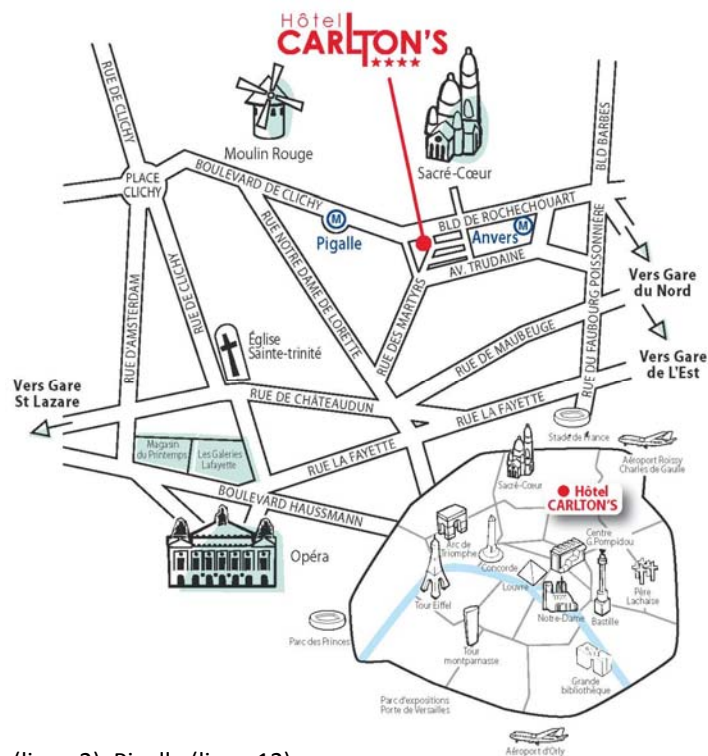 Hôtel
CARLTON'S
RUE DE CLICHY
Moulin Rouge
Sacré-Cœur
BLD BARBES
PLACE
CLICHY
BOULEVARD DE CLICHY
BLD DE ROCHECHOUART
M
Pigalle
Anvers
M
AV. TRUDAINE
RUE NOTRE DAME DE LORETTE
RUE DES MARTYRS
RUE DU FAUBOURG POISSONNIÈRE
Vers Gare
du Nord
RUE D'AMSTERDAM
RUE DE CLICHY
Église
Sainte-trinité
RUE DE MAUBEUGE
Vers Gare
de L'Est
Vers Gare
St Lazare
RUE DE CHÂTEAUDUN
RUE LA FAYETTE
Magasin
du Printemps
Les Galeries
Lafayette
RUE LA FAYETTE
BOULEVARD HAUSSMANN
Opéra
Stade de France
Aéroport Roissy
Charles de Gaulle
Sacré-Cœur
Hôtel
CARLTON'S
Arc de
Triomphe
Concorde
Centre
G.Pompidou
Louvre
Père
Lachaise
Tour Eiffel
Notre-Dame
Bastille
Parc des Princes
Tour
montparnasse
Grande
bibliothèque
Parc d'expositions
Porte de Versailles
Aéroport d'Orly